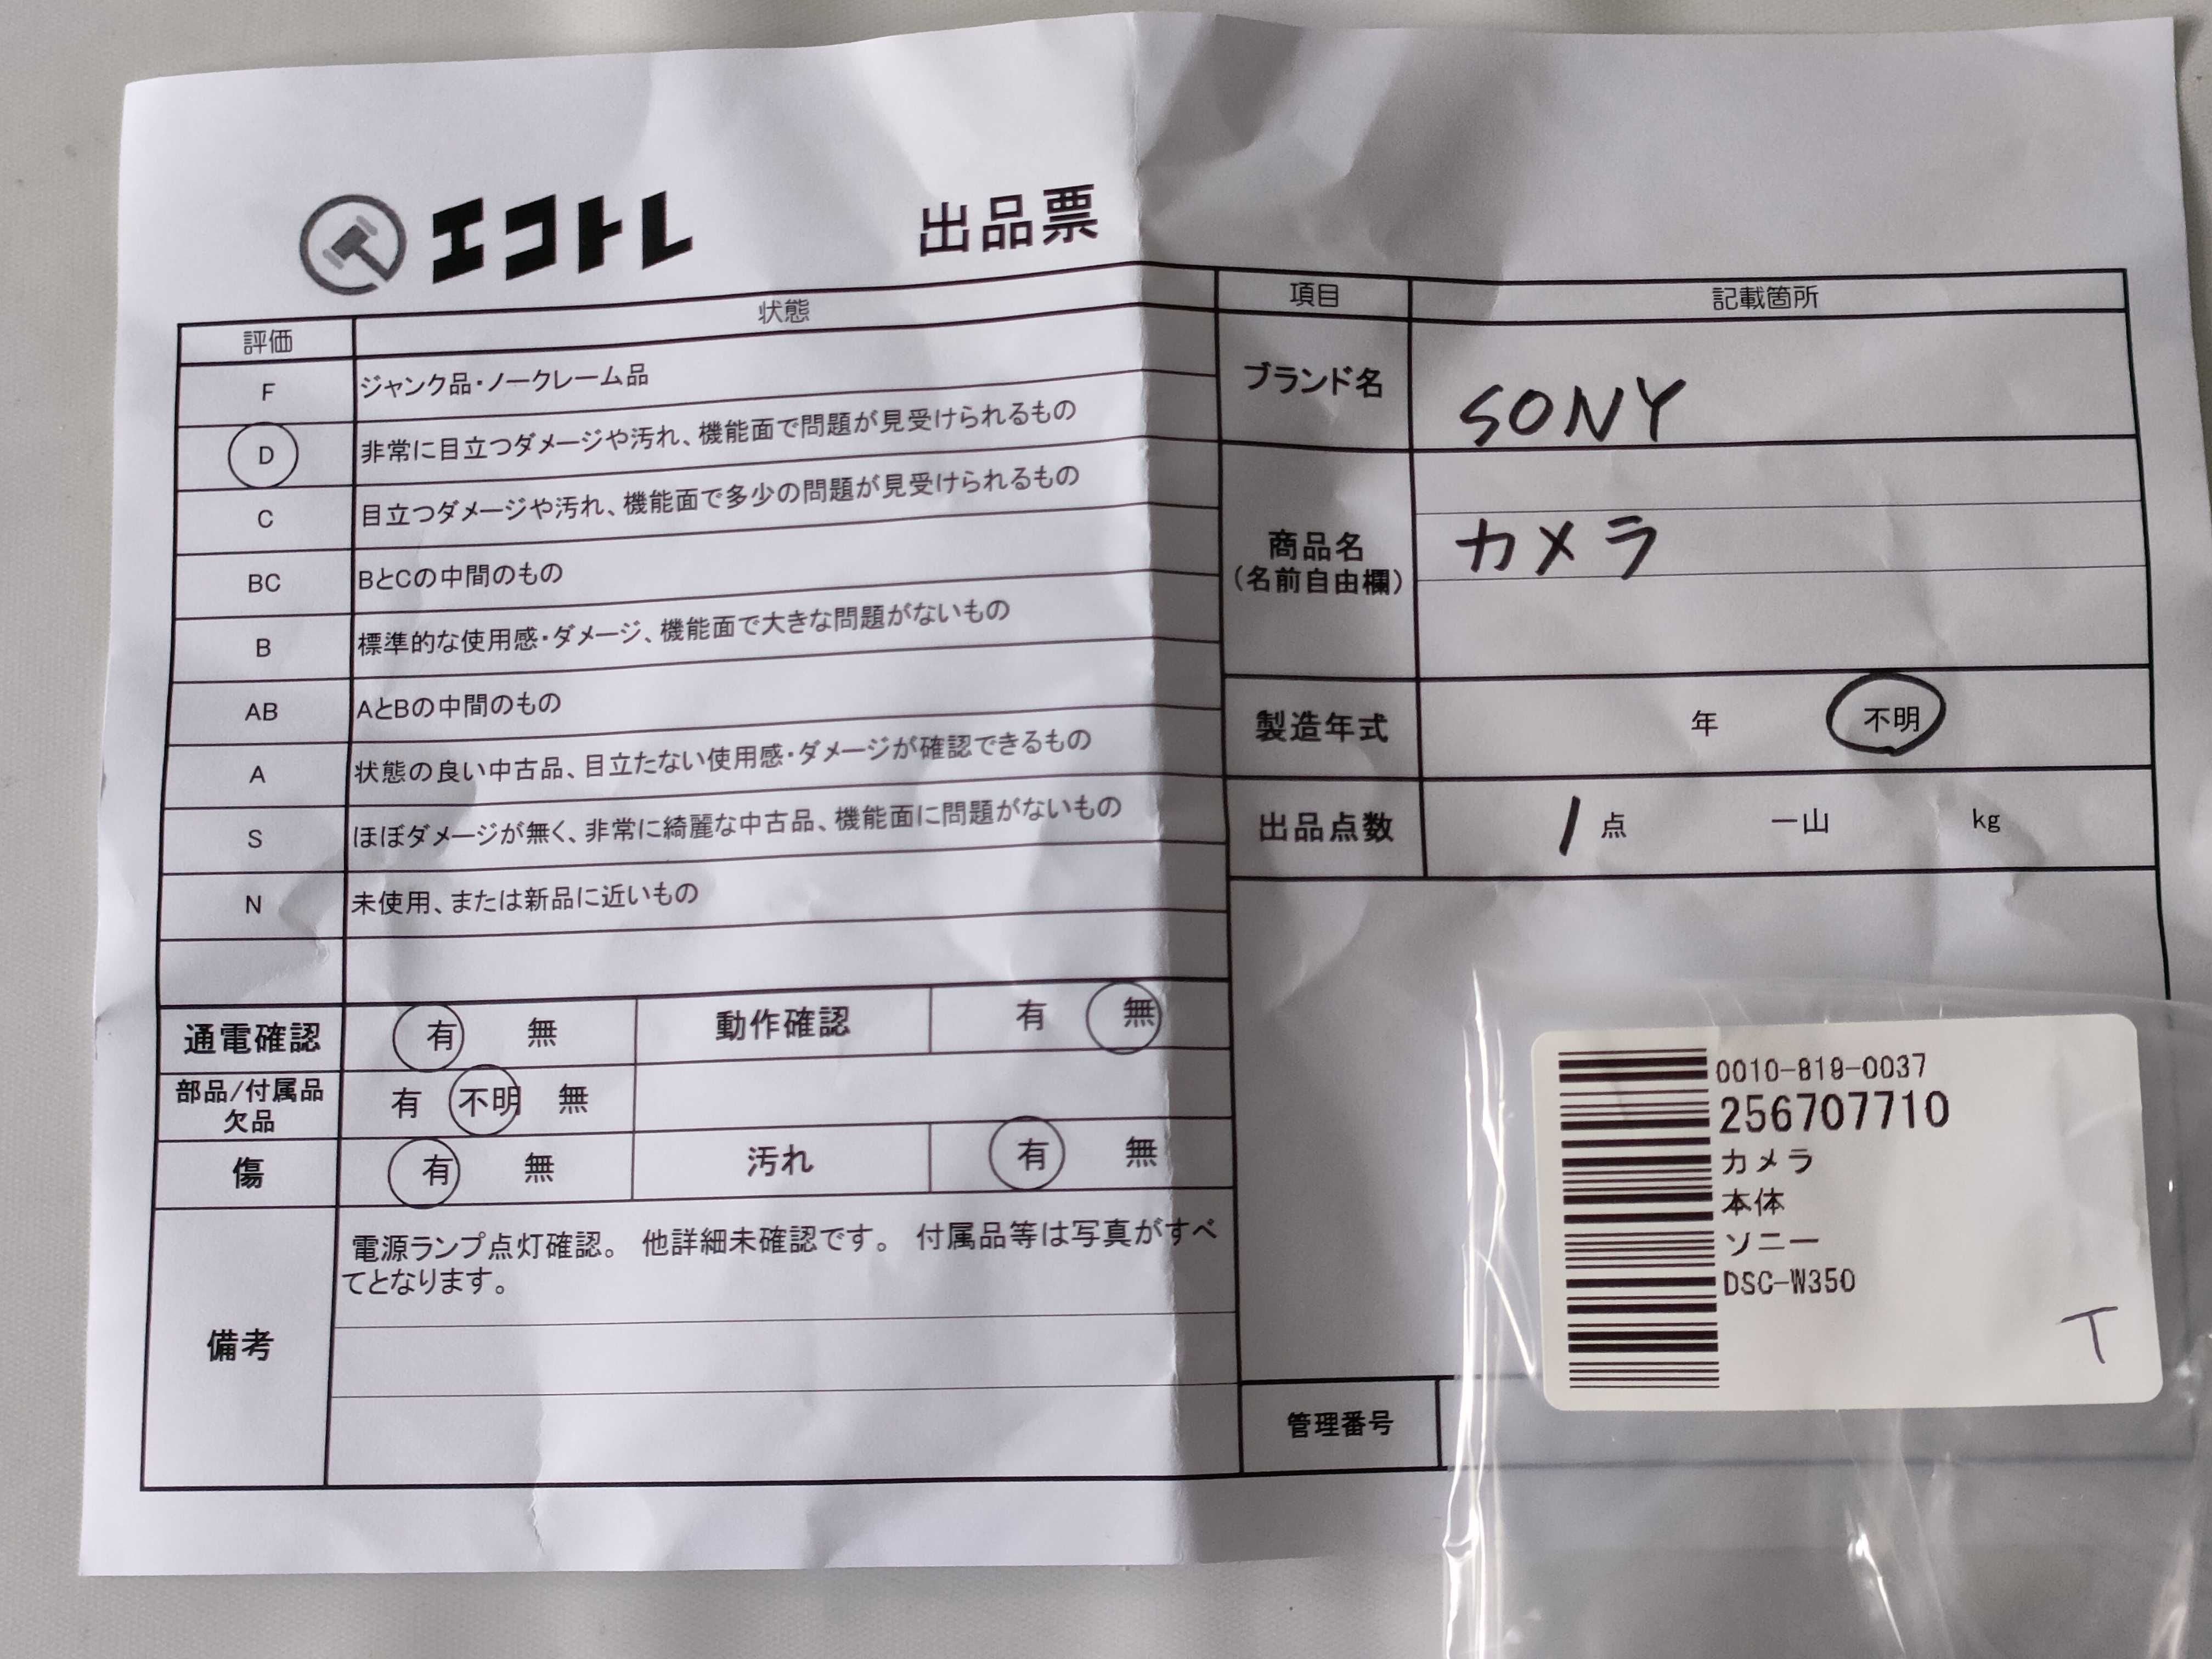 エコトレ
出品票
評価 状態
F ジャンク品・ノークレーム品
D 非常に目立つダメージや汚れ、機能面で問題が見受けられるもの
C 目立つダメージや汚れ、機能面で多少の問題が見受けられるもの
BC BとCの中間のもの
B 標準的な使用感・ダメージ、機能面で大きな問題がないもの
AB AとBの中間のもの
A 状態の良い中古品、目立たない使用感・ダメージが確認できるもの
S ほぼダメージが無く、非常に綺麗な中古品、機能面に問題がないもの
N 未使用、または新品に近いもの
通電確認 有 無 動作確認 有 無
部品/付属品
欠品
有 不明 無
傷 有 無 汚れ 有 無
備考
電源ランプ点灯確認。 他詳細未確認です。 付属品等は写真がすべ
てとなります。
項目 記載箇所
ブランド名 SONY
商品名
(名前自由欄)
カメラ
製造年式 年 不明
出品点数 1 点 一山 kg
管理番号
0010-819-0037
256707710
カメラ
本体
ソニー
DSC-W350
T